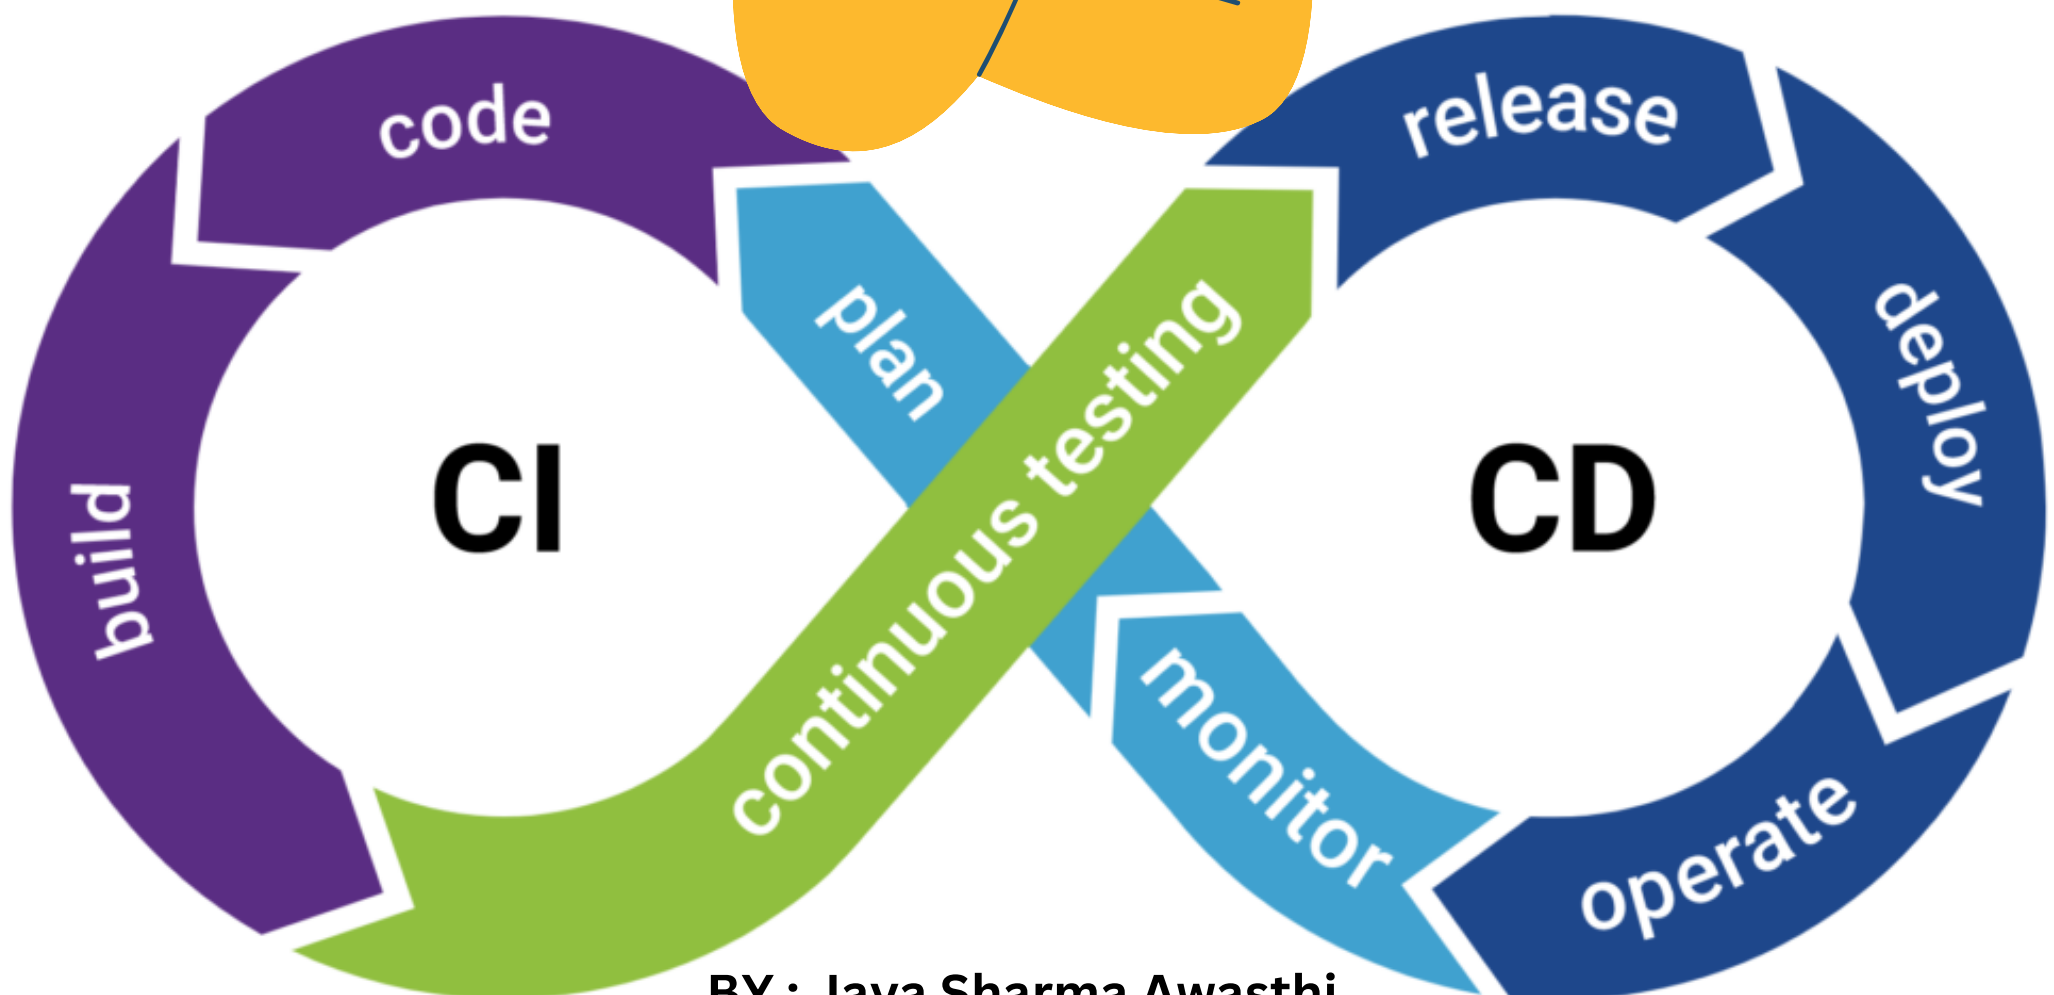 code
release
plan
continuous testing
deploy
build
CI
CD
monitor
operate
BY : Jaya Sharma Awasthi